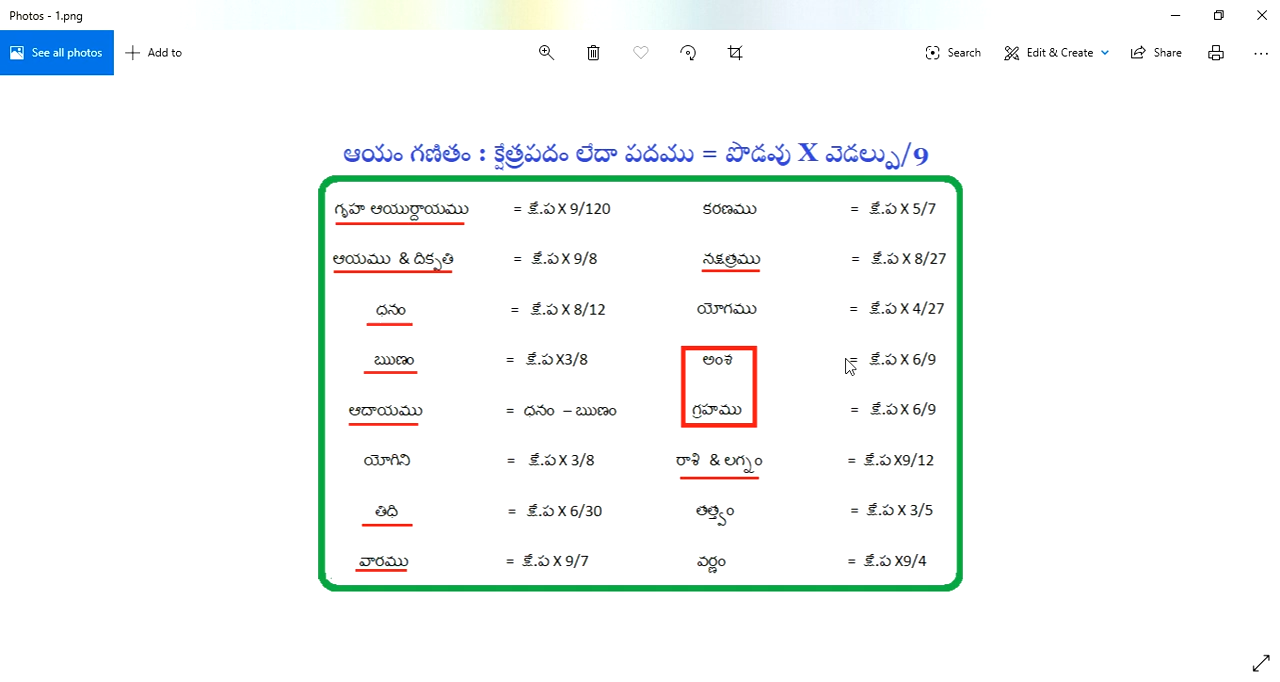 Photos - 1.png
See all photos
Add to
Search
Edit & Create
Share
ఆయం గణితం : క్షేత్రపదం లేదా పదము = పొడవు X వెడల్పు/9
గృహ ఆయుర్దాయము = క్షే.ప X 9/120 కరణము = క్షే.ప X 5/7
ఆయము & దిక్పతి = క్షే.ప X 9/8 నక్షత్రము = క్షే.ప X 8/27
ధనం = క్షే.ప X 8/12 యోగము = క్షే.ప X 4/27
ఋణం = క్షే.ప X3/8 అంశ = క్షే.ప X 6/9
ఆదాయము = ధనం – ఋణం గ్రహము = క్షే.ప X 6/9
యోగిని = క్షే.ప X 3/8 రాశి & లగ్నం = క్షే.ప X9/12
తిధి = క్షే.ప X 6/30 తత్త్వం = క్షే.ప X 3/5
వారము = క్షే.ప X 9/7 వర్ణం = క్షే.ప X9/4